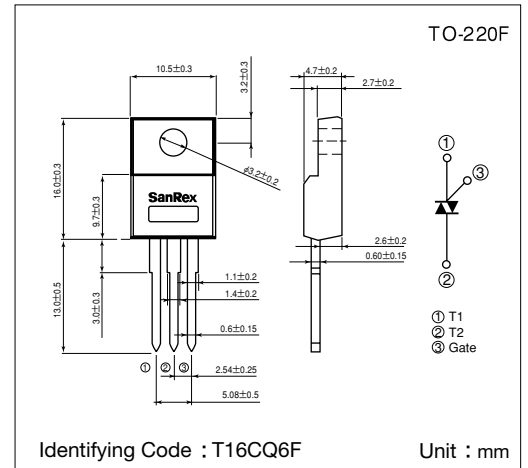 TO-220F
10.5±0.3
3.2±0.2
4.7±0.2
2.7±0.2
16.0±0.3
9.7±0.3
φ3.2±0.2
SanRex
13.0±0.5
3.0±0.3
1.1±0.2
1.4±0.2
0.6±0.15
2.54±0.25
5.08±0.5
① ② ③
2.6±0.2
0.60±0.15
①
③
②
① T1
② T2
③ Gate
Identifying Code：T16CQ6F
Unit：mm